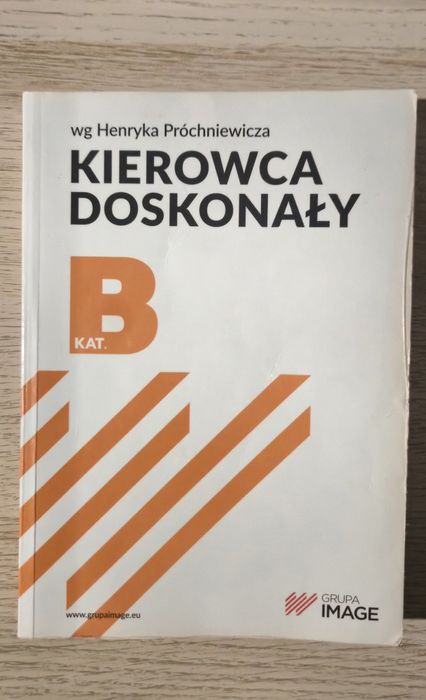 wg Henryka Próchniewicza
KIEROWCA
DOSKONAŁY
B
KAT.
www.grupaimage.eu
GRUPA
IMAGE